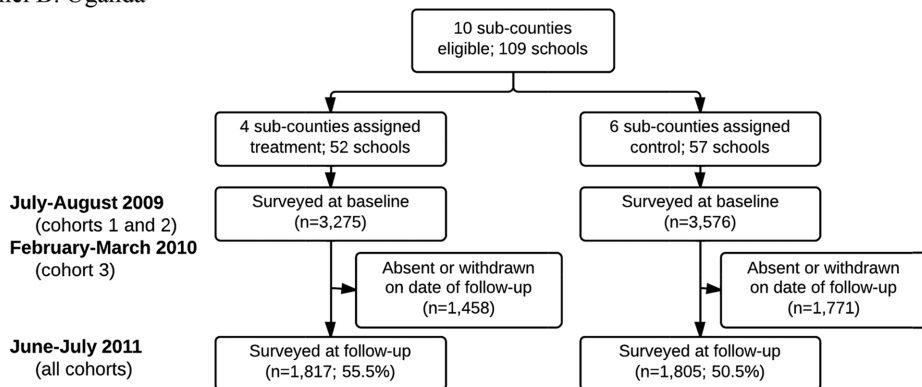 10 sub-counties
eligible; 109 schools
4 sub-counties assigned
treatment; 52 schools
6 sub-counties assigned
control; 57 schools
July-August 2009
(cohorts 1 and 2)
February-March 2010
(cohort 3)
Surveyed at baseline
(n=3,275)
Surveyed at baseline
(n=3,576)
Absent or withdrawn
on date of follow-up
(n=1,458)
Absent or withdrawn
on date of follow-up
(n=1,771)
June-July 2011
(all cohorts)
Surveyed at follow-up
(n=1,817; 55.5%)
Surveyed at follow-up
(n=1,805; 50.5%)